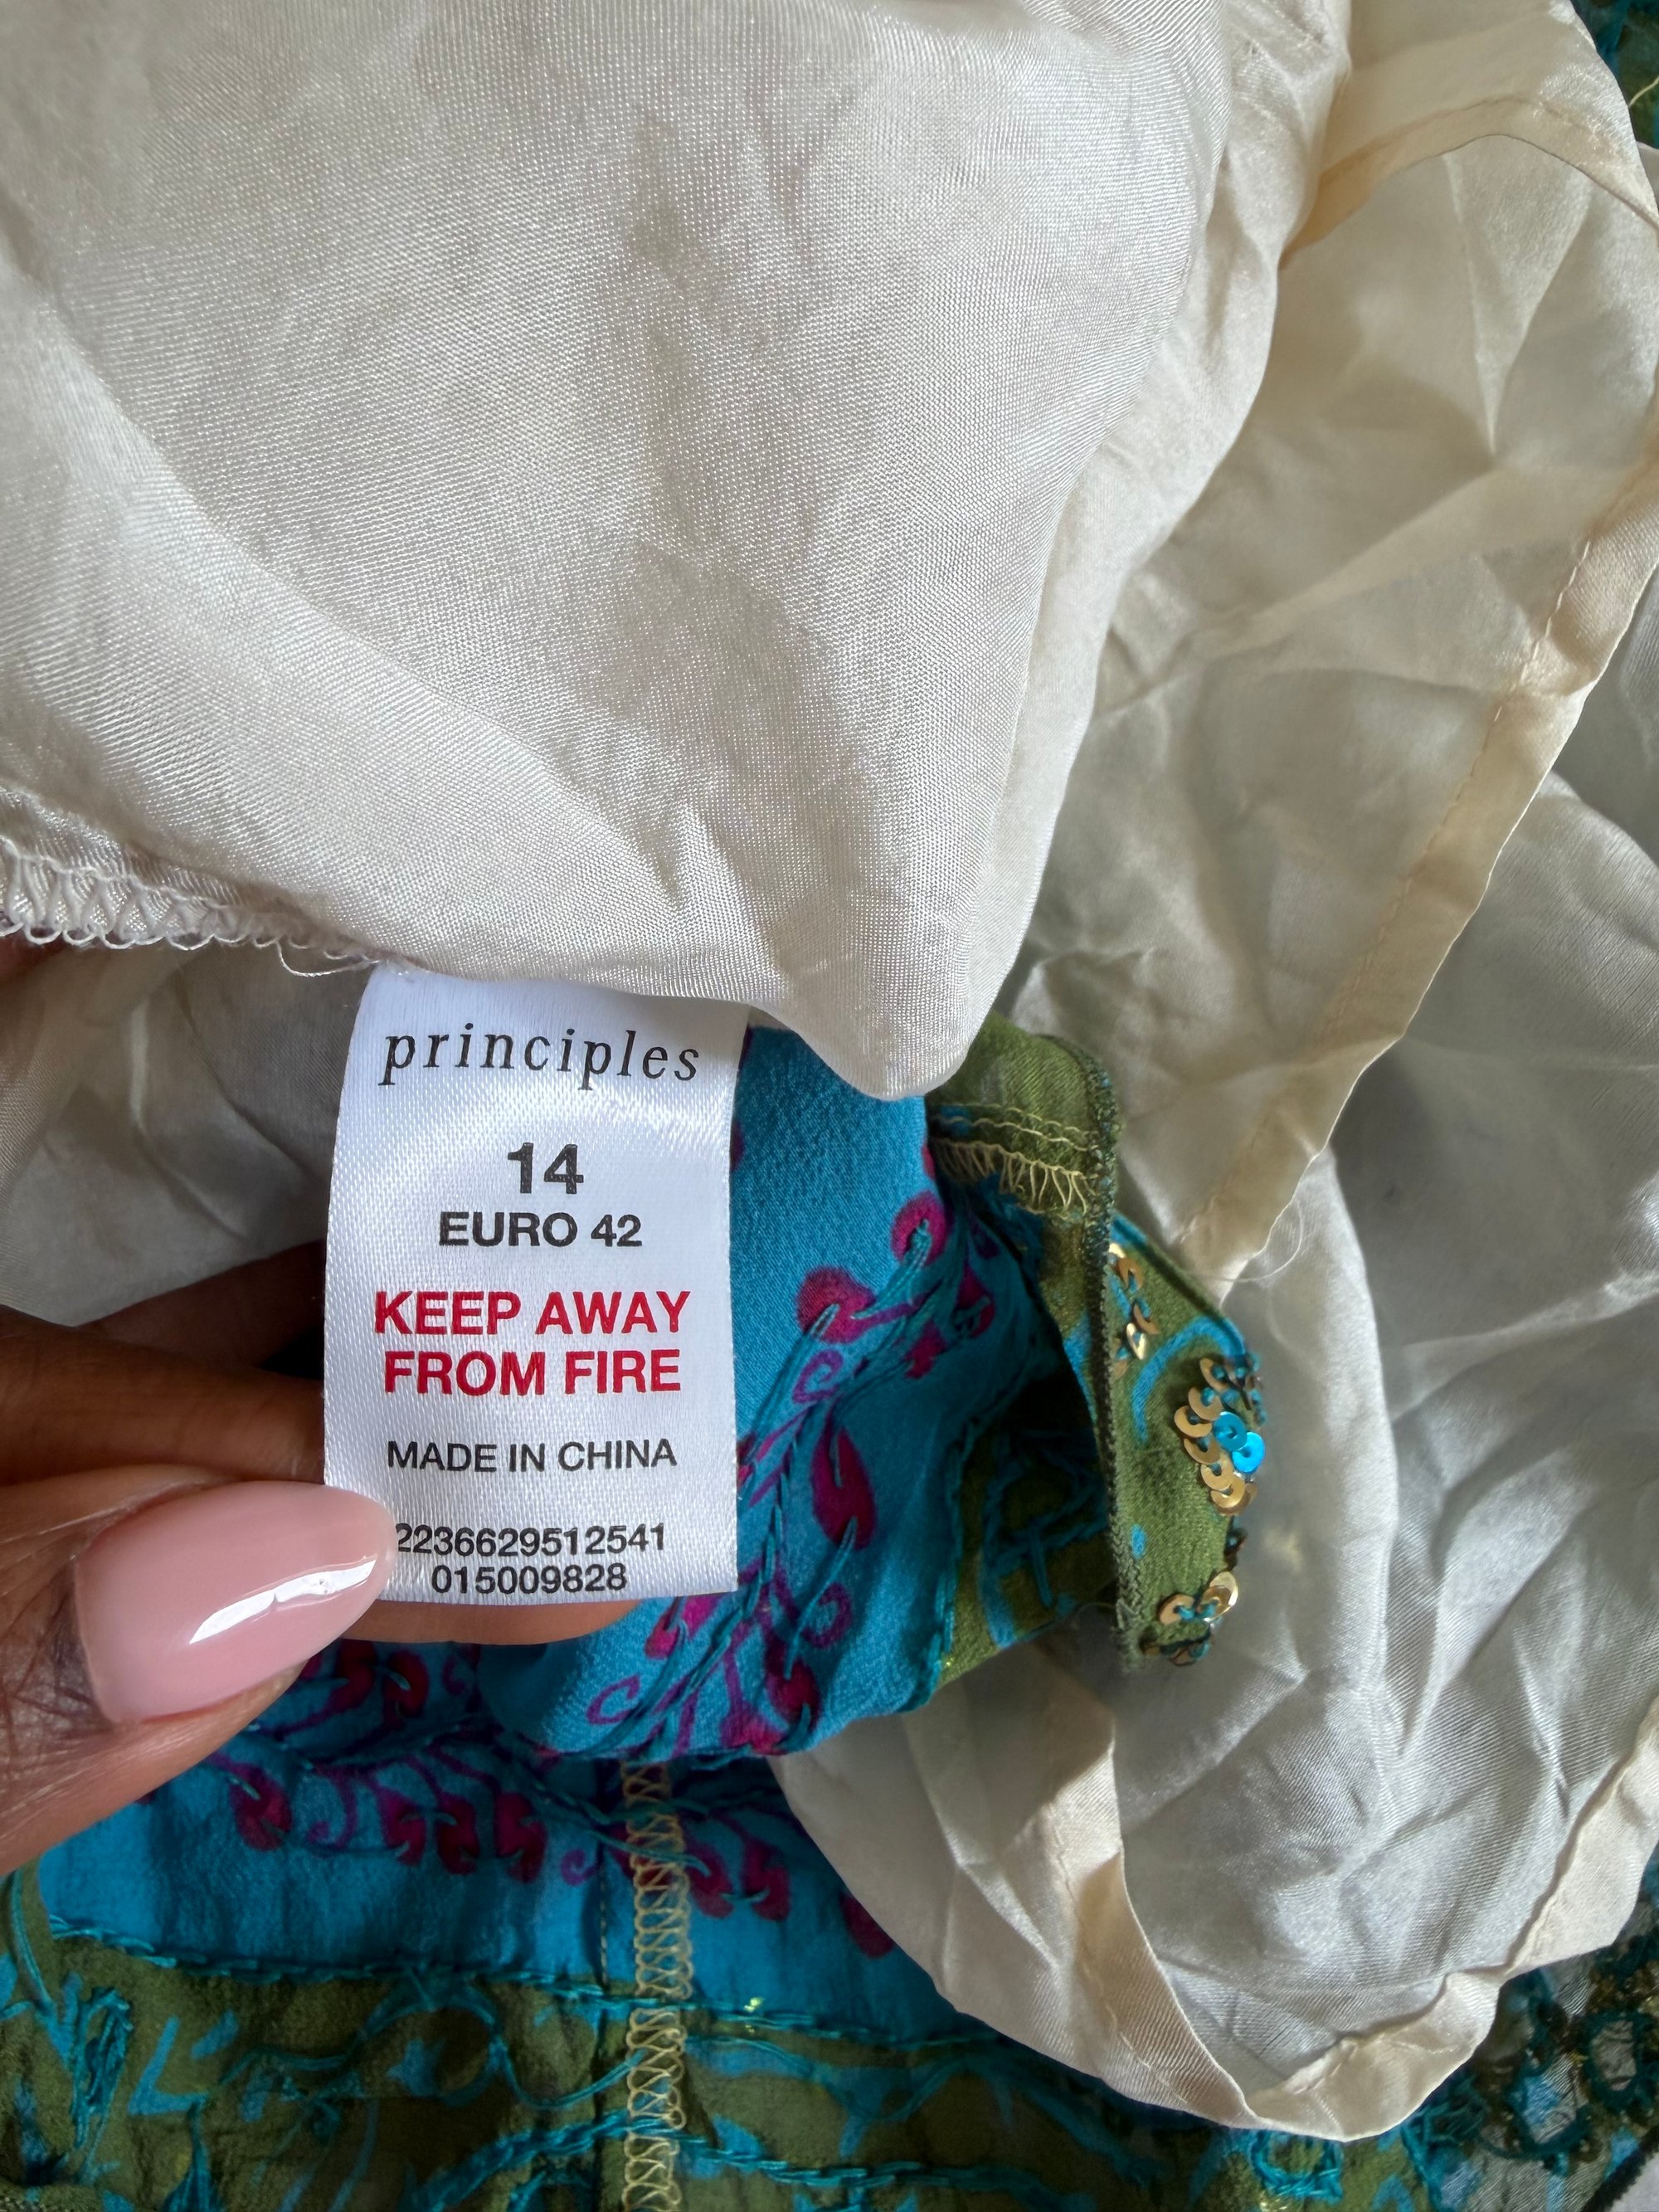 principles
14
EURO 42
KEEP AWAY
FROM FIRE
MADE IN CHINA
2236629512541
015009828